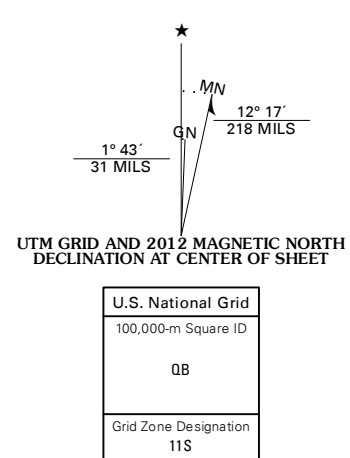 ★
MN
GN
12° 17´
218 MILS
1° 43´
31 MILS
UTM GRID AND 2012 MAGNETIC NORTH
DECLINATION AT CENTER OF SHEET
U.S. National Grid
100,000-m Square ID
QB
Grid Zone Designation
11S